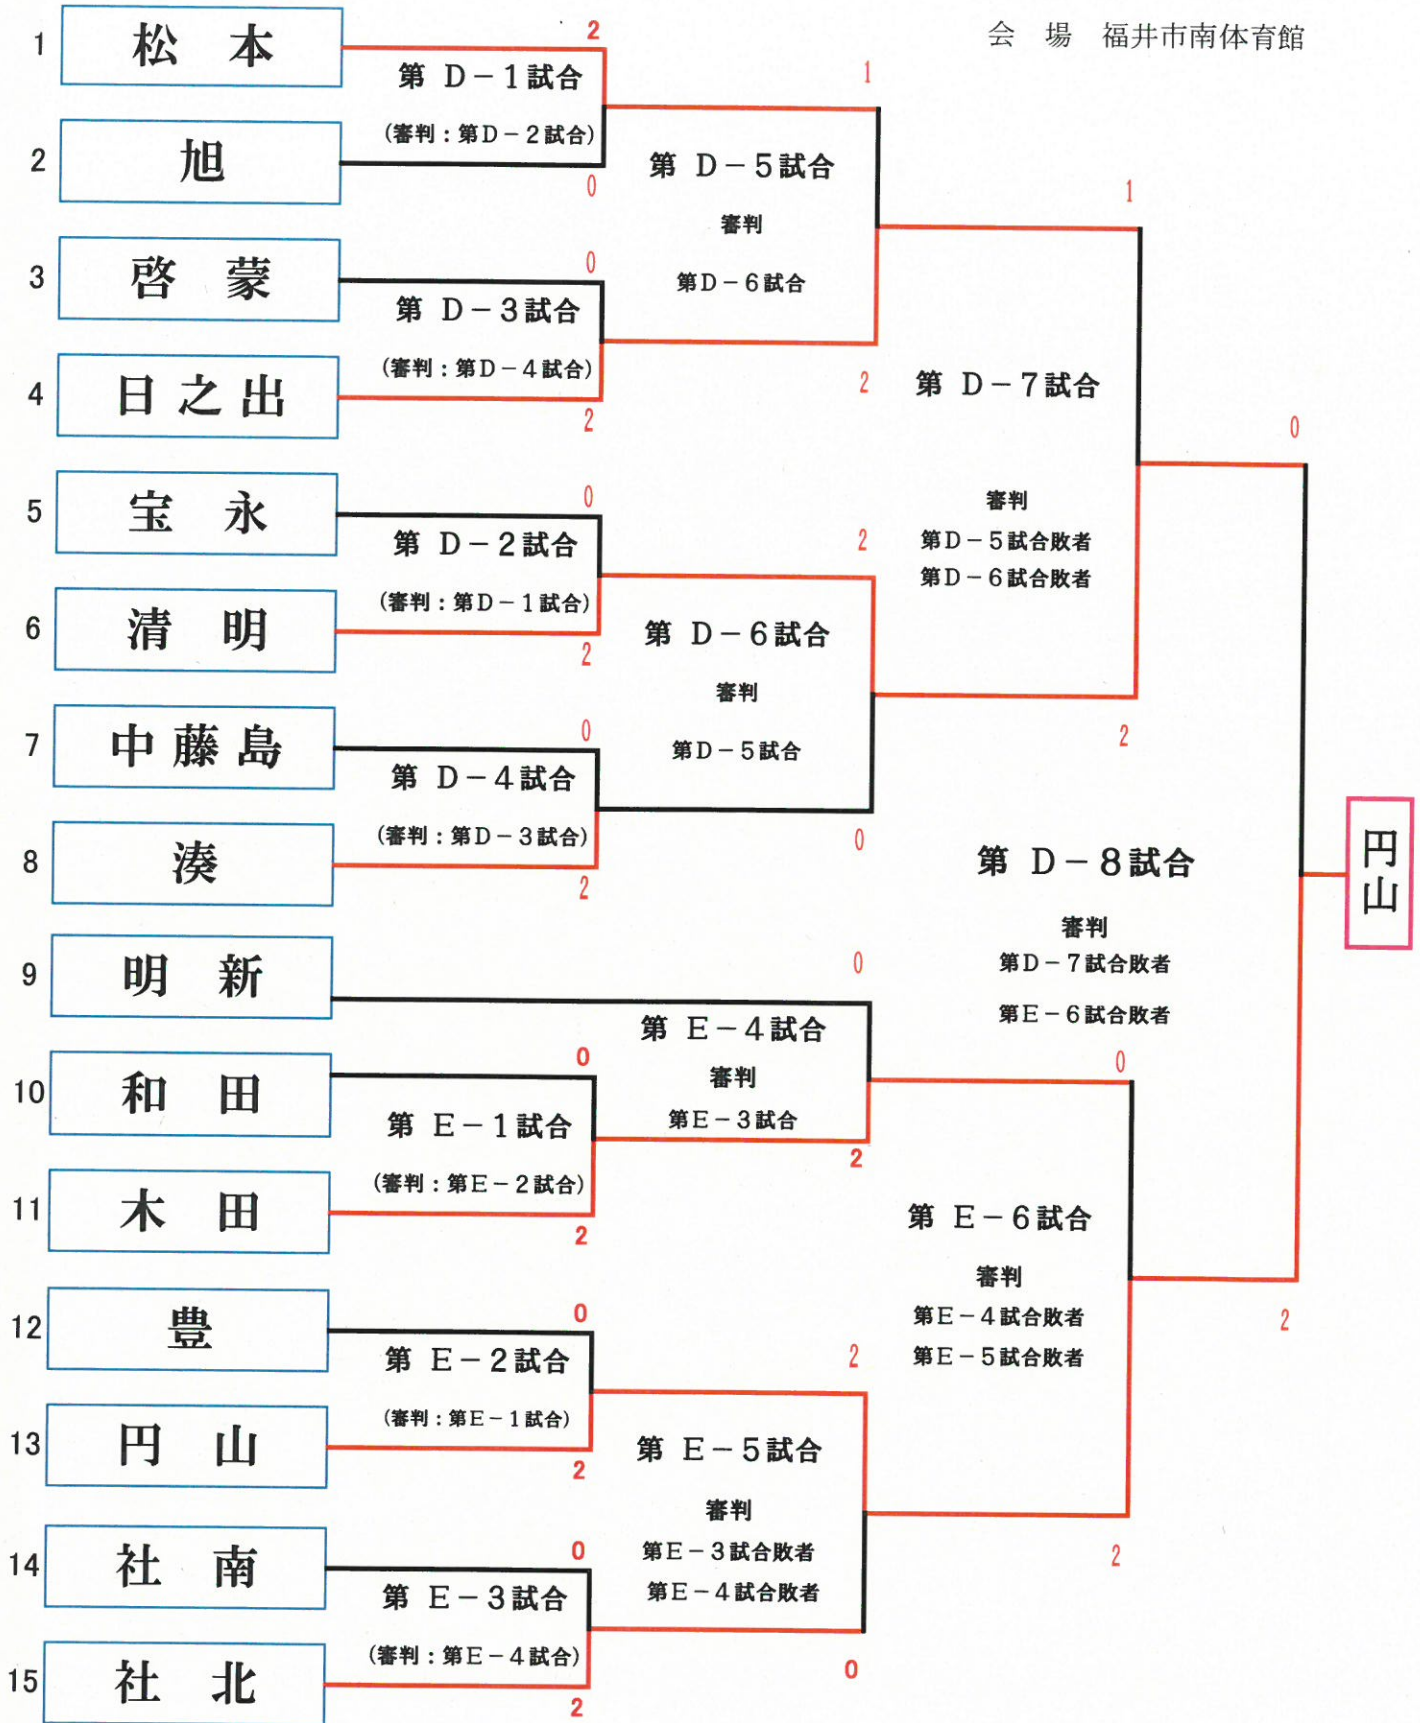 会 場 福井市南体育館
1 松 本
2
第 D－1試合
(審判：第D－2試合)
2 旭
0
1
第 D－5試合
審判
第D－6試合
3 啓 蒙
0
第 D－3試合
(審判：第D－4試合)
4 日之出
2
2
1
第 D－7試合
審判
第D－5試合敗者
第D－6試合敗者
5 宝 永
0
第 D－2試合
(審判：第D－1試合)
6 清 明
2
2
第 D－6試合
審判
第D－5試合
7 中藤島
0
第 D－4試合
(審判：第D－3試合)
8 湊
2
0
2
0
第 D－8試合
審判
第D－7試合敗者
第E－6試合敗者
円山
9 明 新
0
第 E－4試合
審判
第E－3試合
10 和 田
0
第 E－1試合
(審判：第E－2試合)
11 木 田
2
2
0
第 E－6試合
審判
第E－4試合敗者
第E－5試合敗者
2
12 豊
0
第 E－2試合
(審判：第E－1試合)
13 円 山
2
2
第 E－5試合
審判
第E－3試合敗者
第E－4試合敗者
14 社 南
0
第 E－3試合
(審判：第E－4試合)
15 社 北
2
0
2